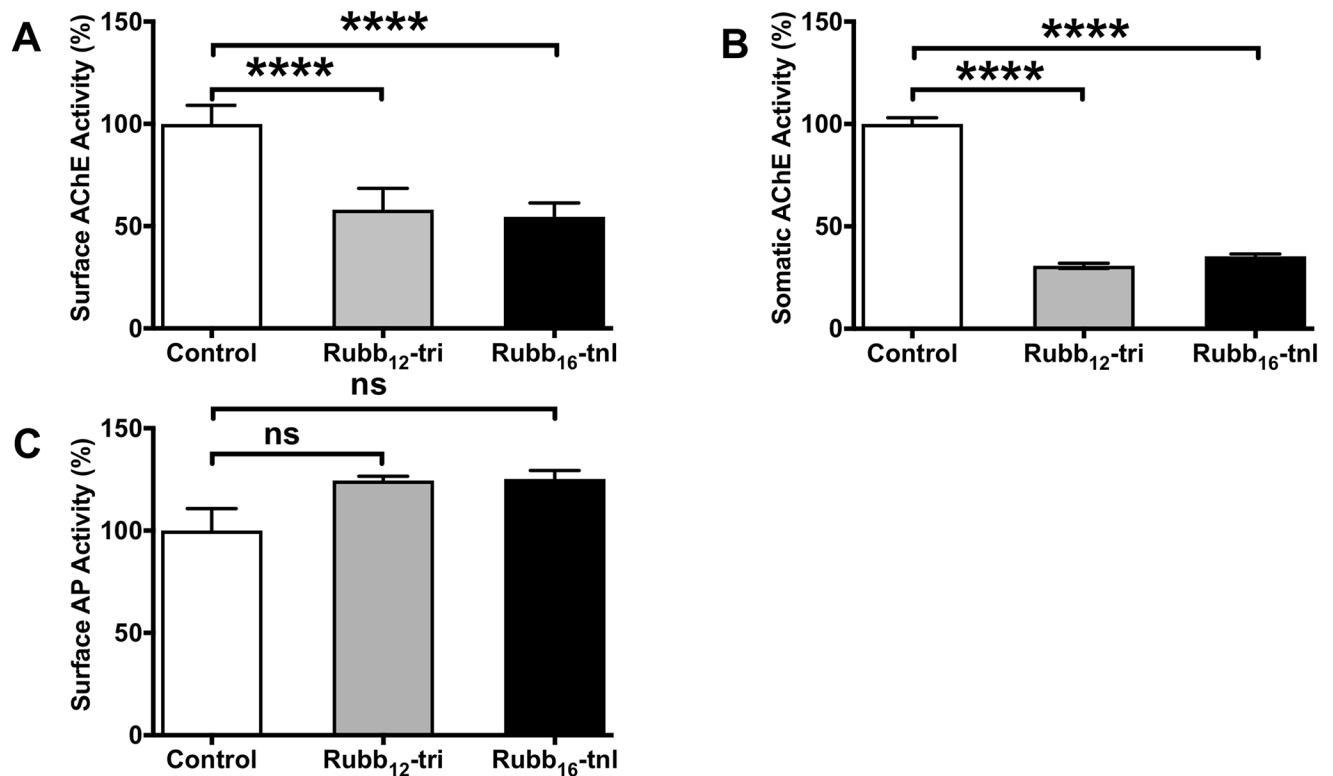 A
Surface AChE Activity (%)
150
100
50
0
****
****
Control
Rubb₁₂-tri
Rubb₁₆-tnl
B
Somatic AChE Activity (%)
150
100
50
0
****
****
Control
Rubb₁₂-tri
Rubb₁₆-tnl
C
Surface AP Activity (%)
150
100
50
0
ns
ns
Control
Rubb₁₂-tri
Rubb₁₆-tnl